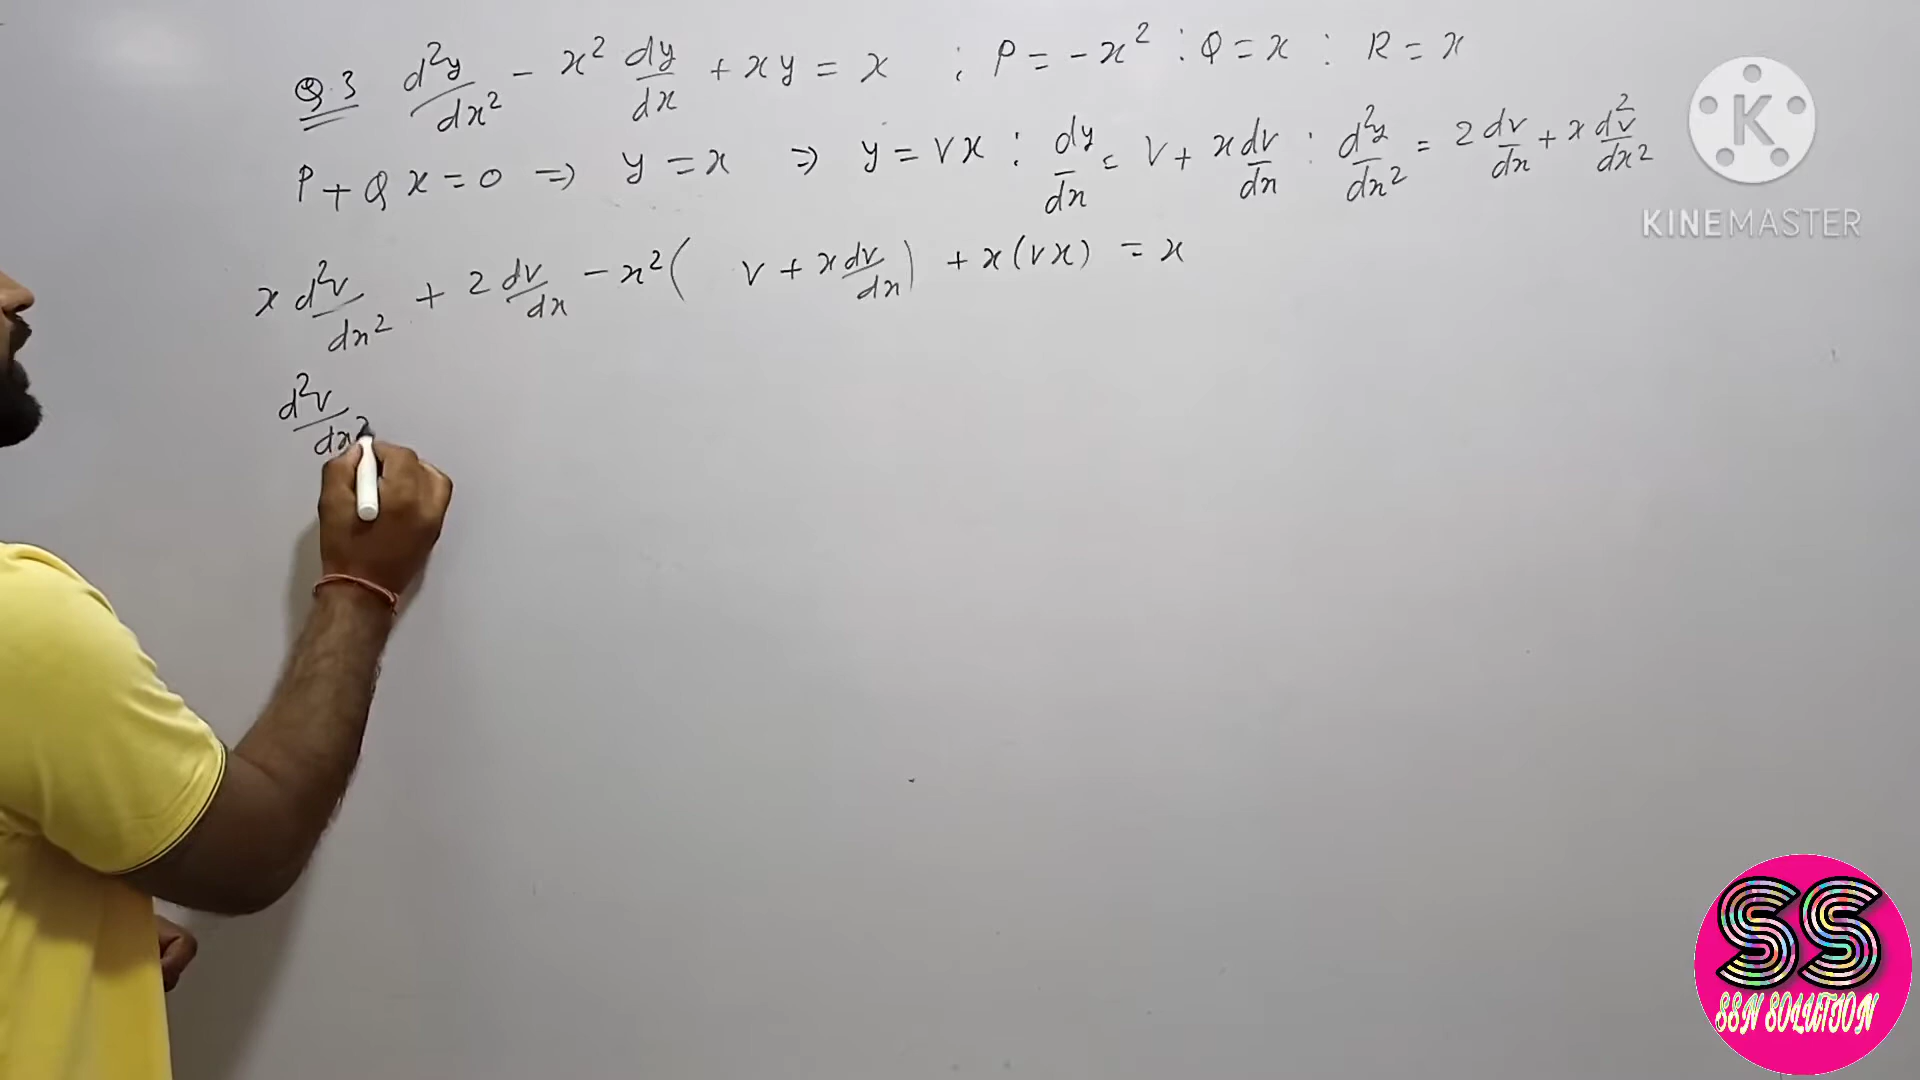 Q.3 d²y/dx² - x² dy/dx + xy = x ; P = -x² : Q = x : R = x
P + Qx = 0 ⇒ y = x ⇒ y = vx : dy/dx = v + x dv/dx : d²y/dx² = 2 dv/dx + x d²v/dx²
x d²v/dx² + 2 dv/dx - x² ( v + x dv/dx ) + x(vx) = x
d²v/dx²
KINEMASTER
SS
SSN SOLUTION